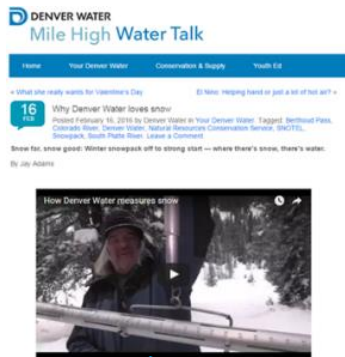 DENVER WATER
Mile High Water Talk
Home Your Denver Water Conservation & Supply Youth Ed
« What she really wants for Valentine's Day El Nino: Helping hand or just a lot of hot air? »
16
FEB
Why Denver Water loves snow
Posted February 16, 2016 by Denver Water in Your Denver Water. Tagged: Berthoud Pass,
Colorado River, Denver Water, Natural Resources Conservation Service, SNOTEL,
Snowpack, South Platte River. Leave a Comment
Snow far, snow good: Winter snowpack off to strong start — where there's snow, there's water.
By Jay Adams
How Denver Water measures snow